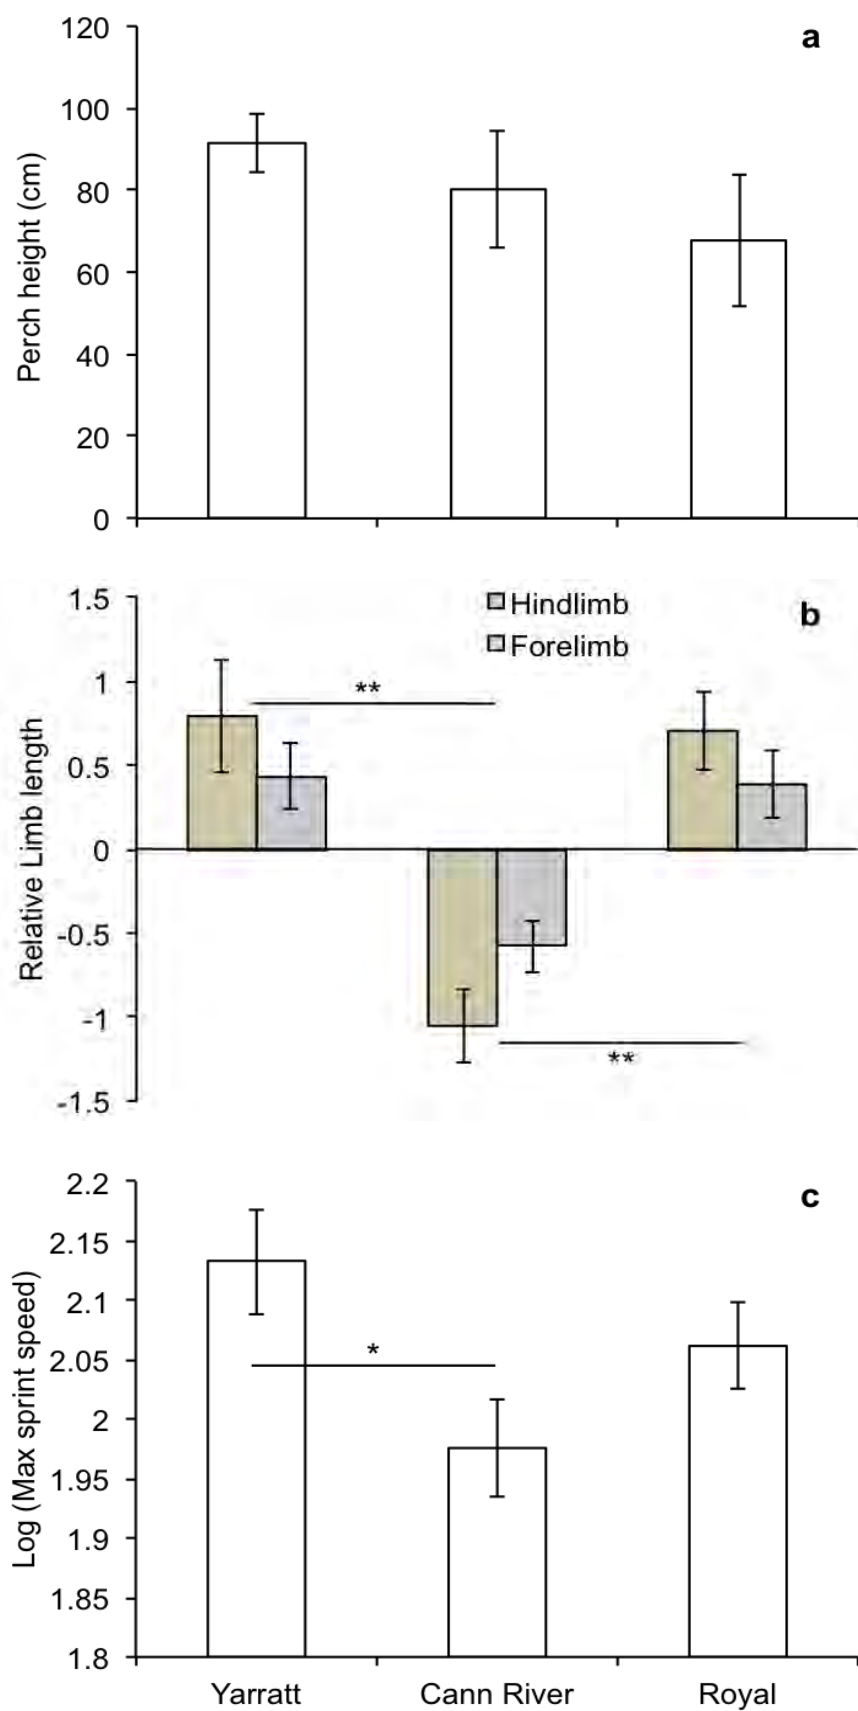 a
120
100
80
60
40
20
0
Perch height (cm)
b
Hindlimb
Forelimb
1.5
1
0.5
0
-0.5
-1
-1.5
Relative Limb length
**
**
c
2.2
2.15
2.1
2.05
2
1.95
1.9
1.85
1.8
Log (Max sprint speed)
*
Yarratt Cann River Royal